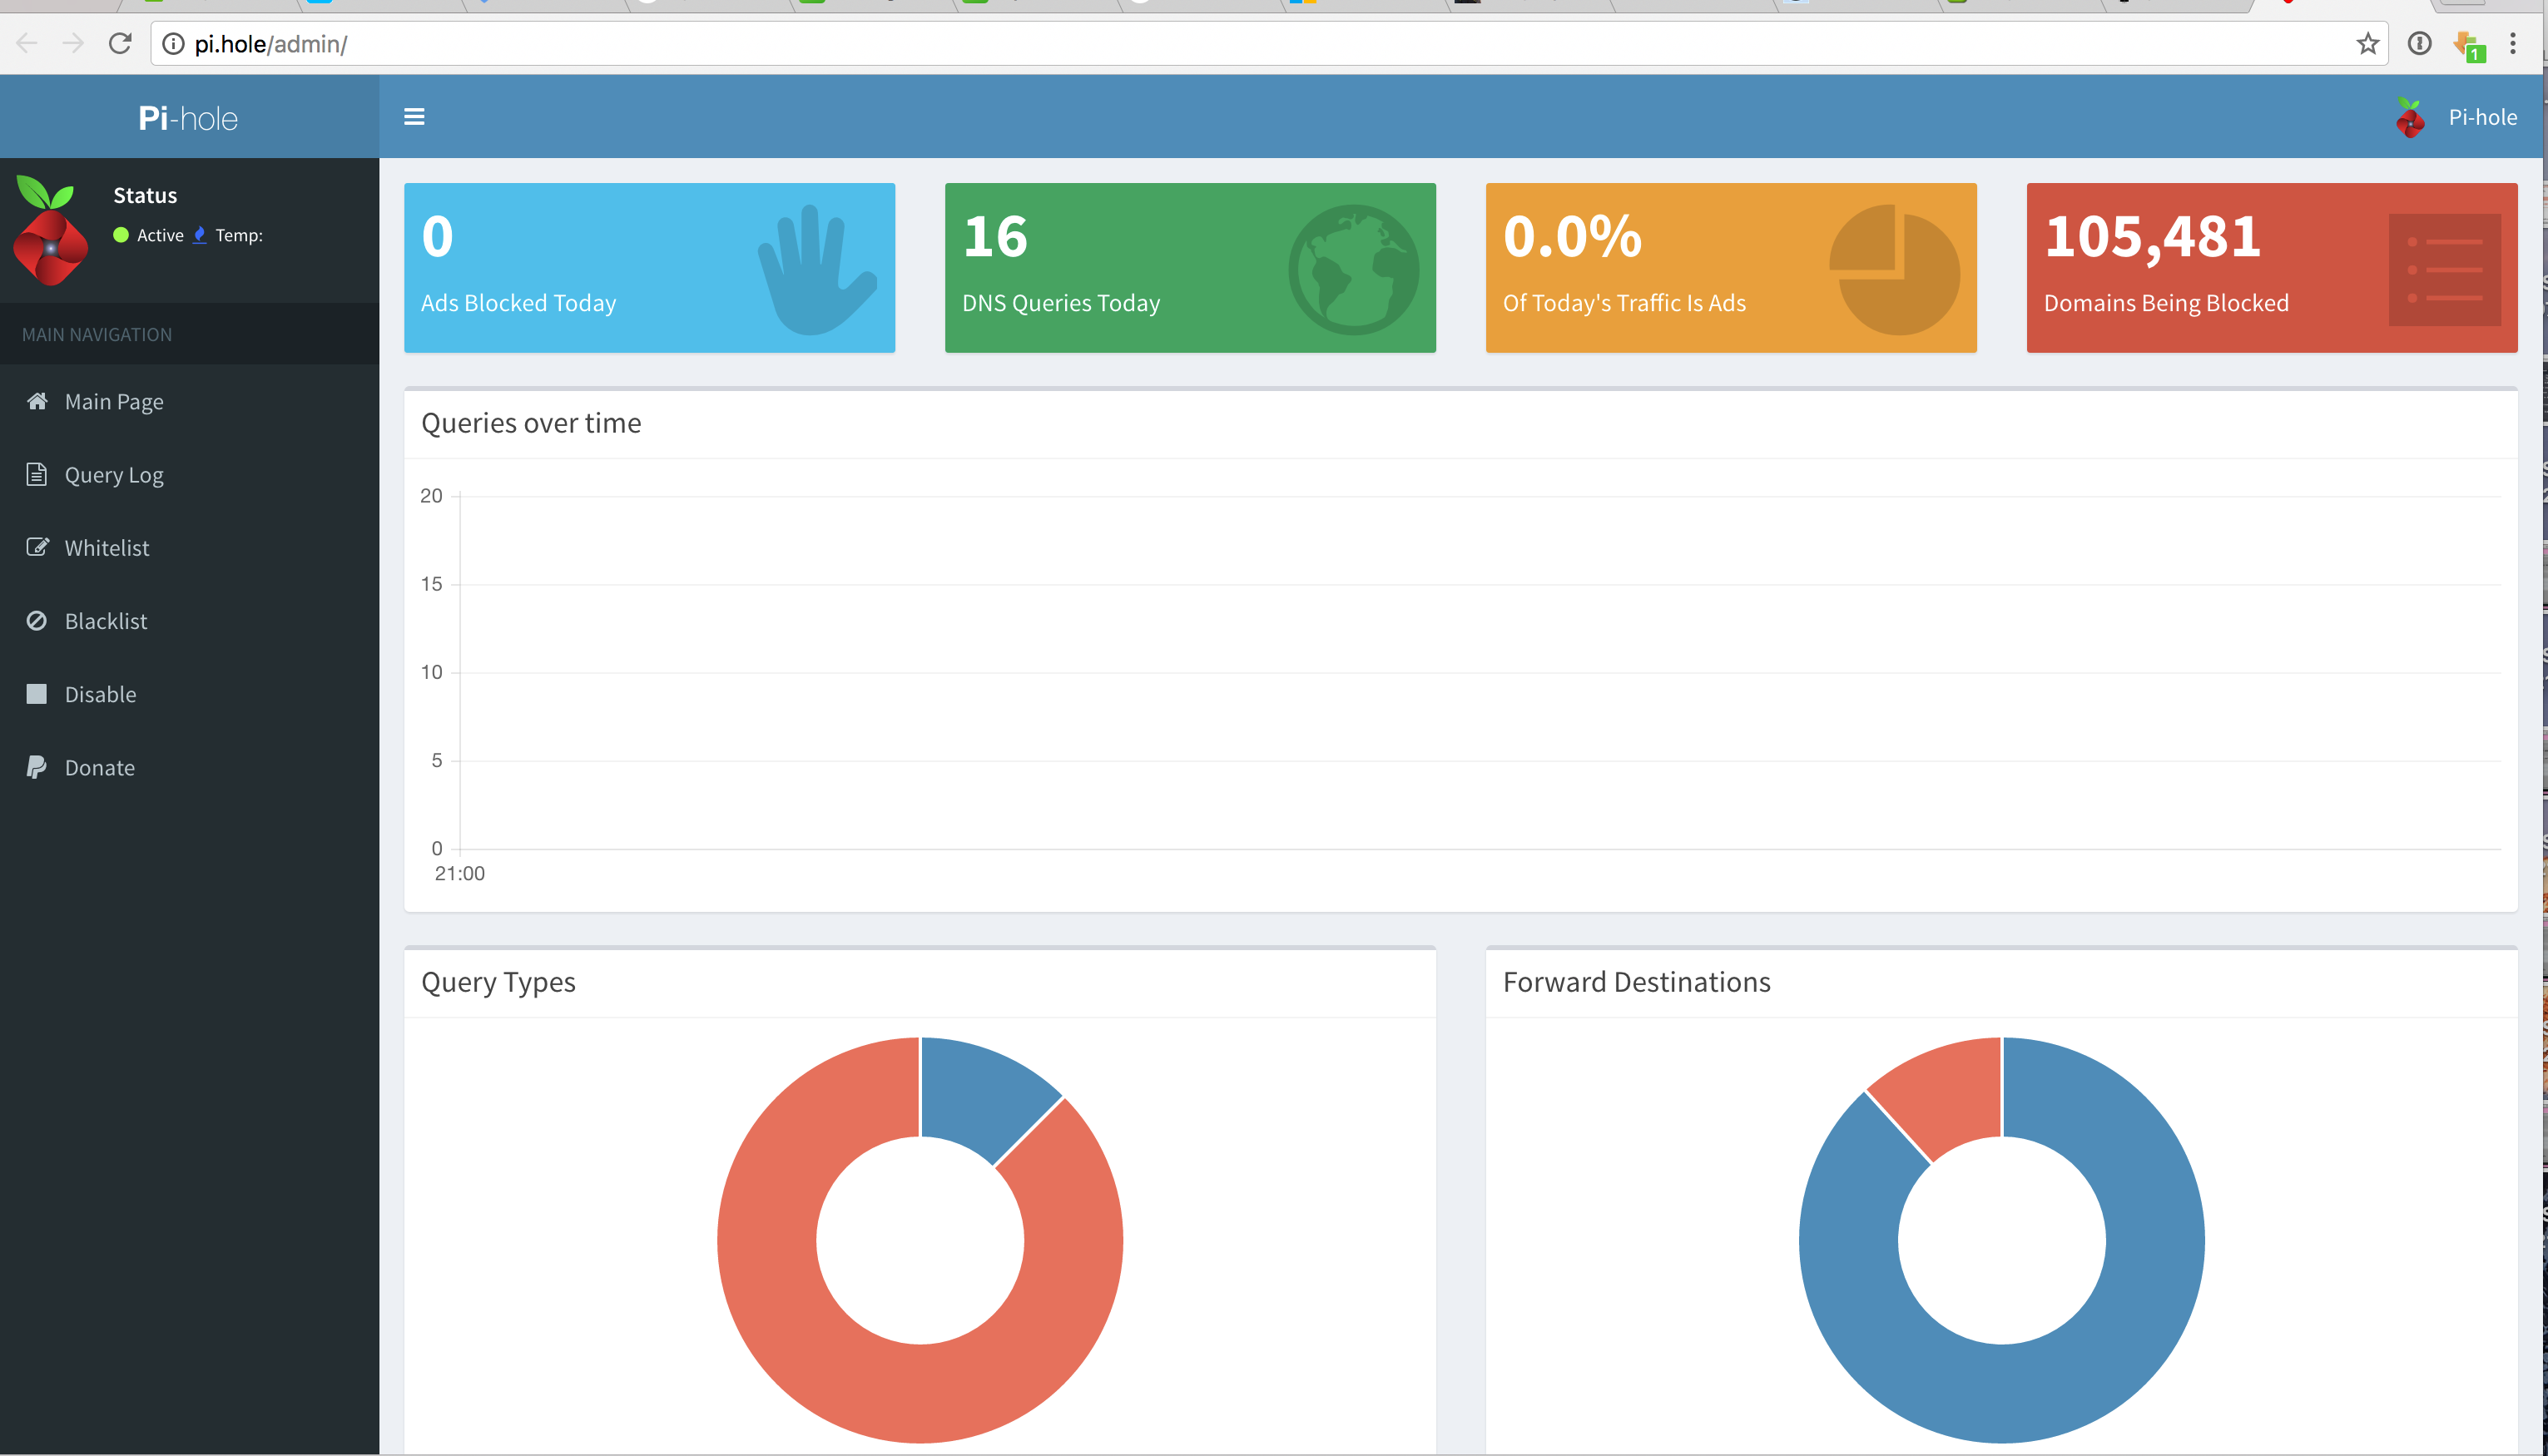 pi.hole/admin/
1
Pi-hole
Pi-hole
Status
Active Temp:
MAIN NAVIGATION
Main Page
Query Log
Whitelist
Blacklist
Disable
Donate
0
Ads Blocked Today
16
DNS Queries Today
0.0%
Of Today's Traffic Is Ads
105,481
Domains Being Blocked
Queries over time
20
15
10
5
0
21:00
Query Types
Forward Destinations